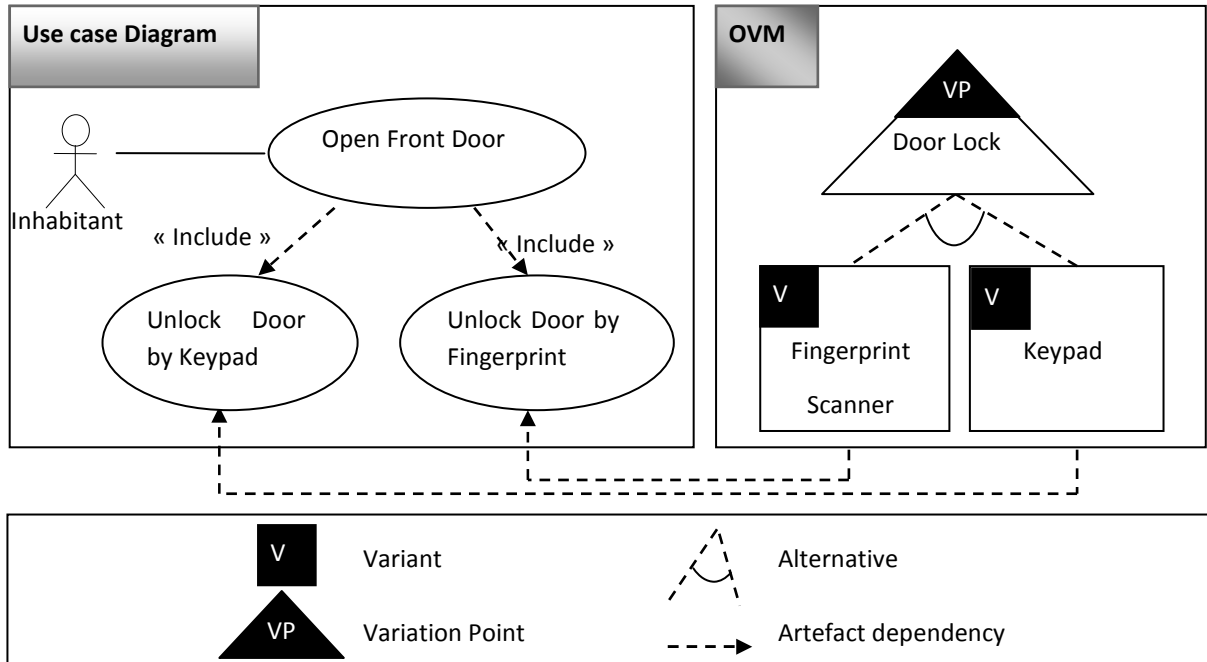 Use case Diagram
Open Front Door
Inhabitant
« Include »
« Include »
Unlock Door
by Keypad
Unlock Door by
Fingerprint
OVM
VP
Door Lock
V
Fingerprint
Scanner
V
Keypad
V
Variant
Alternative
VP
Variation Point
Artefact dependency